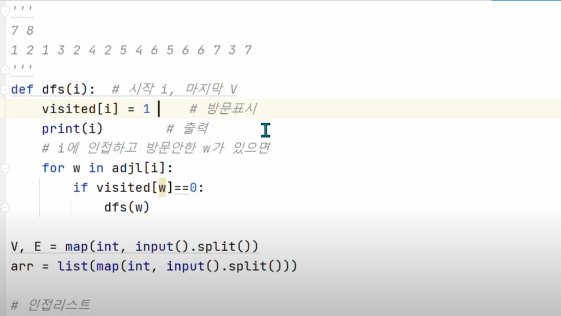 '''
7 8
1 2 1 3 2 4 2 5 4 6 5 6 6 7 3 7
'''
def dfs(i):  # 시작 i, 마지막 V
    visited[i] = 1     # 방문표시
    print(i)        # 출력
    # i에 인접하고 방문안한 w가 있으면
    for w in adjl[i]:
        if visited[w]==0:
            dfs(w)
V, E = map(int, input().split())
arr = list(map(int, input().split()))
# 인접리스트